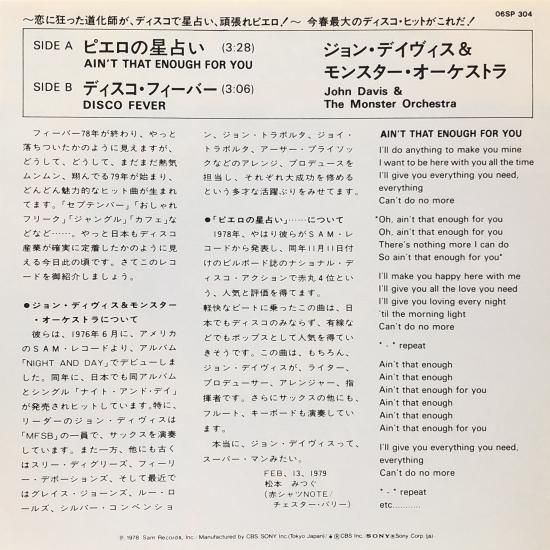 〜恋に狂った道化師が、ディスコで星占い、頑張れピエロ!〜 今春最大のディスコ・ヒットがこれだ!
06SP 304
SIDE A ピエロの星占い (3:28)
AIN'T THAT ENOUGH FOR YOU
SIDE B ディスコ・フィーバー (3:06)
DISCO FEVER
ジョン・デイヴィス&
モンスター・オーケストラ
John Davis &
The Monster Orchestra
フィーバー78年が終わり、やっと
落ちついたかのように見えますが、
どうして、どうして、まだまだ熱気
ムンムン、翔んでる79年が始まり、
どんどん魅力的なヒット曲が生まれ
てます。「セプテンバー」「おしゃれ
フリーク」「ジャングル」「カフェ」な
どなど……。やっと日本もディスコ
産業が確実に定着したかのように見
える今日此の頃です。さてこのレコ
ードを御紹介しましょう。
●ジョン・ディヴィス&モンスター
・オーケストラについて
彼らは、1976年6月に、アメリカ
のSAM・レコードより、アルバム
「NIGHT AND DAY」でデビューしま
した。同年に、日本でも同アルバム
とシングル「ナイト・アンド・デイ」
が発売されヒットしています。特に、
リーダーのジョン・ディヴィスは
「MFSB」の一員で、サックスを演奏
しています。また一方、他にも古く
はスリー・ディグリーズ、フィーリ
ー・デボーションズ、そして最近で
はグレイス・ジョーンズ、ルー・ロ
ールズ、シルバー・コンベンショ
ン、ジョン・トラボルタ、ジョイ・
トラボルタ、アーサー・プライソッ
クなどのアレンジ、プロデュースを
担当し、それぞれ大成功を修める
という多才な活躍ぶりをみせてます。
●「ピエロの星占い」……について
1978年、やはり彼らがSAM・レ
コードから発表し、同年11月11日付
けのビルボード誌のナショナル・デ
ィスコ・アクションで赤丸4位とい
う、人気と評価を得てます。
軽快なビートに乗ったこの曲は、日
本でもディスコのみならず、有線な
どでもポップスとして人気を得てい
きそうです。この曲は、もちろん、
ジョン・デイヴィスが、ライター、
プロデューサー、アレンジャー、指
揮者です。さらにサックスの他にも、
フルート、キーボードも演奏してい
ます。
本当に、ジョン・デイヴィスって、
スーパー・マンみたい。
FEB, 13, 1979
松本 みつぐ
(赤シャツNOTE/
チェスター・バリー)
AIN'T THAT ENOUGH FOR YOU
I'll do anything to make you mine
I want to be here with you all the time
I'll give you everything you need,
everything
Can't do no more
*Oh, ain't that enough for you
Oh, ain't that enough for you
There's nothing more I can do
So ain't that enough for you*
I'll make you happy here with me
I'll give you all the love you need
I'll give you loving every night
'til the morning light
Can't do no more
* - * repeat
Ain't that enough
Ain't that enough
Ain't that enough for you
Ain't that enough
Ain't that enough
Ain't that enough for you
I'll give you everything you need,
everything
Can't do no more
* - * repeat
etc...........
Ⓟ 1978 Sam Records, Inc./Manufactured by CBS SONY Inc.(Tokyo Japan)/●®CBS Inc. SONY®Sony Corp. (ja)